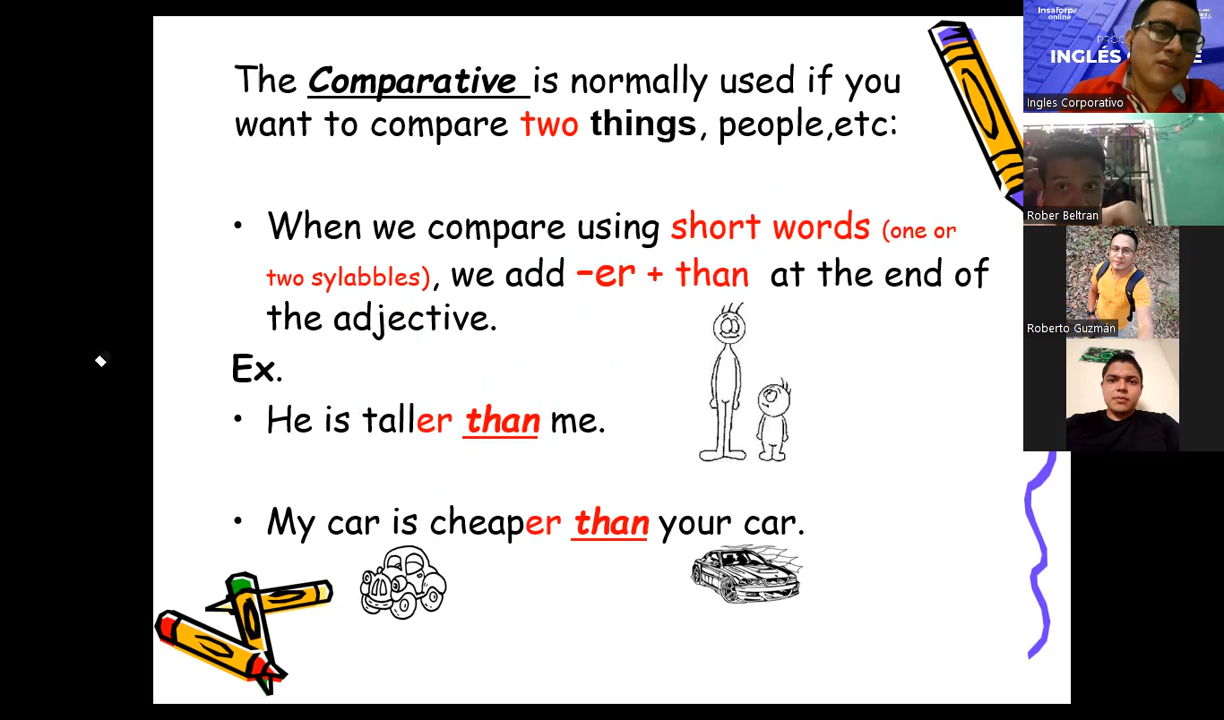 The Comparative is normally used if you
want to compare two things, people,etc:
• When we compare using short words (one or
two sylabbles), we add –er + than at the end of
the adjective.
Ex.
• He is taller than me.
• My car is cheaper than your car.
Insaforp
online
INGLÉS
Ingles Corporativo
Rober Beltran
Roberto Guzmán